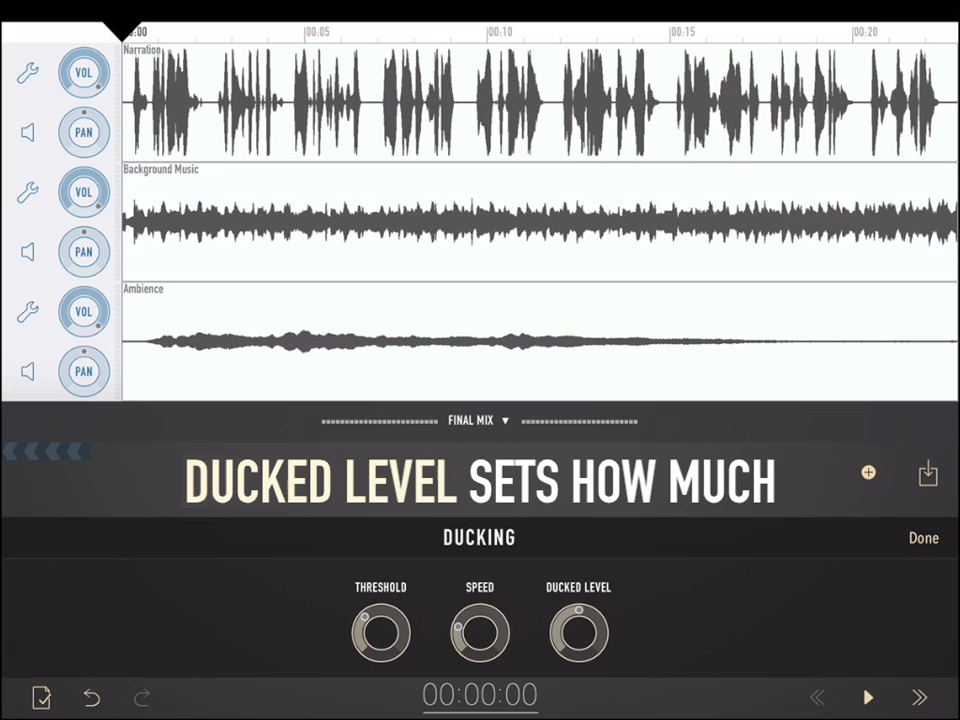 :00 00:05 00:10 00:15 00:20
Narration
VOL
PAN
Background Music
VOL
PAN
Ambience
VOL
PAN
FINAL MIX
DUCKED LEVEL SETS HOW MUCH
DUCKING
Done
THRESHOLD SPEED DUCKED LEVEL
00:00:00